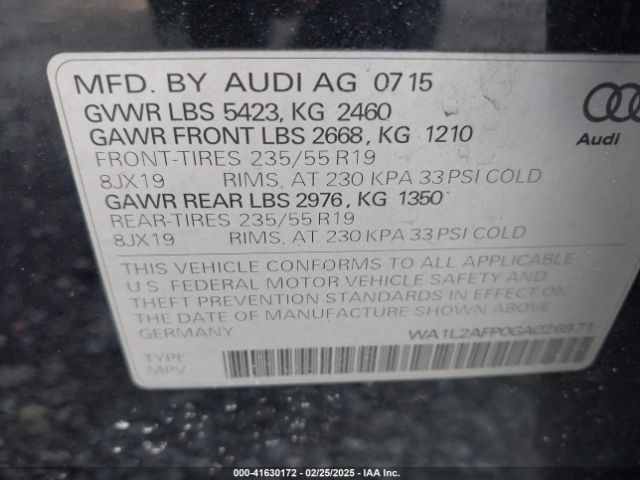 MFD. BY AUDI AG 07 15
GVWR LBS 5423, KG 2460
GAWR FRONT LBS 2668, KG 1210
FRONT-TIRES 235/55 R19
8JX19 RIMS, AT 230 KPA 33 PSI COLD
GAWR REAR LBS 2976, KG 1350
REAR-TIRES 235/55 R19
8JX19 RIMS, AT 230 KPA 33 PSI COLD
Audi
THIS VEHICLE CONFORMS TO ALL APPLICABLE
U.S. FEDERAL MOTOR VEHICLE SAFETY AND
THEFT PREVENTION STANDARDS IN EFFECT ON
THE DATE OF MANUFACTURE SHOWN ABOVE
GERMANY WA1L2AFP0GA026971
TYPE
MPV
000-41630172 - 02/25/2025 - IAA Inc.